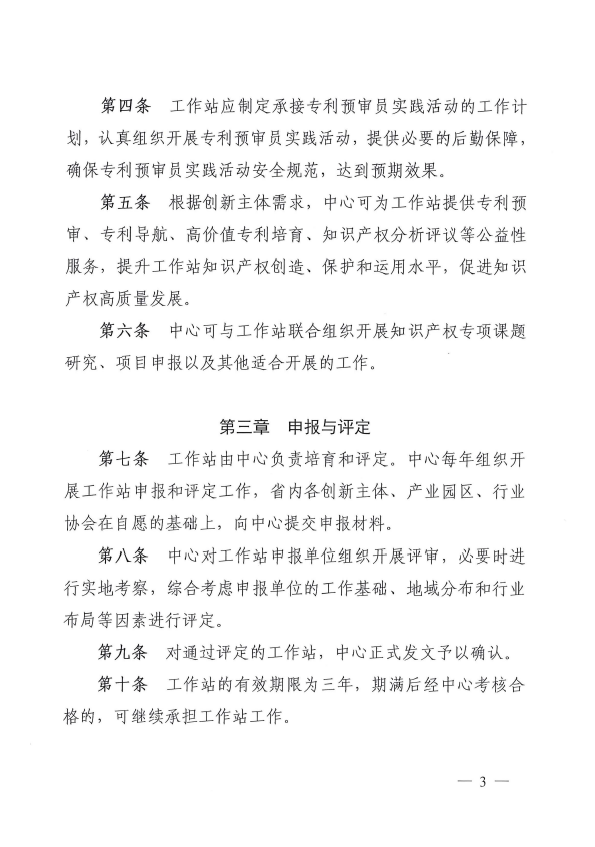 第四条　工作站应制定承接专利预审员实践活动的工作计
划，认真组织开展专利预审员实践活动，提供必要的后勤保障，
确保专利预审员实践活动安全规范，达到预期效果。
第五条　根据创新主体需求，中心可为工作站提供专利预
审、专利导航、高价值专利培育、知识产权分析评议等公益性
服务，提升工作站知识产权创造、保护和运用水平，促进知识
产权高质量发展。
第六条　中心可与工作站联合组织开展知识产权专项课题
研究、项目申报以及其他适合开展的工作。
第三章　申报与评定
第七条　工作站由中心负责培育和评定。中心每年组织开
展工作站申报和评定工作，省内各创新主体、产业园区、行业
协会在自愿的基础上，向中心提交申报材料。
第八条　中心对工作站申报单位组织开展评审，必要时进
行实地考察，综合考虑申报单位的工作基础、地域分布和行业
布局等因素进行评定。
第九条　对通过评定的工作站，中心正式发文予以确认。
第十条　工作站的有效期限为三年，期满后经中心考核合
格的，可继续承担工作站工作。
— 3 —